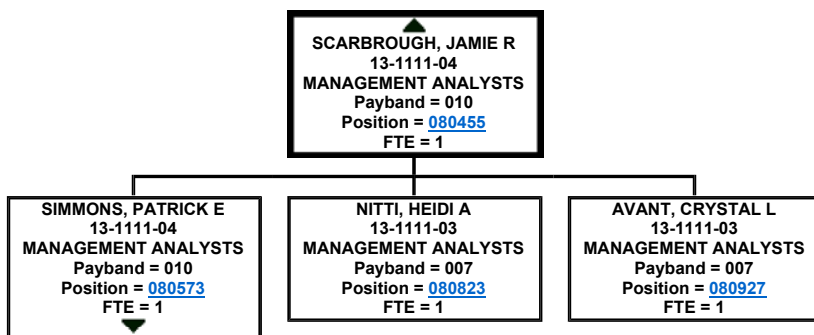 SCARBROUGH, JAMIE R
13-1111-04
MANAGEMENT ANALYSTS
Payband = 010
Position = 080455
FTE = 1
SIMMONS, PATRICK E
13-1111-04
MANAGEMENT ANALYSTS
Payband = 010
Position = 080573
FTE = 1
NITTI, HEIDI A
13-1111-03
MANAGEMENT ANALYSTS
Payband = 007
Position = 080823
FTE = 1
AVANT, CRYSTAL L
13-1111-03
MANAGEMENT ANALYSTS
Payband = 007
Position = 080927
FTE = 1